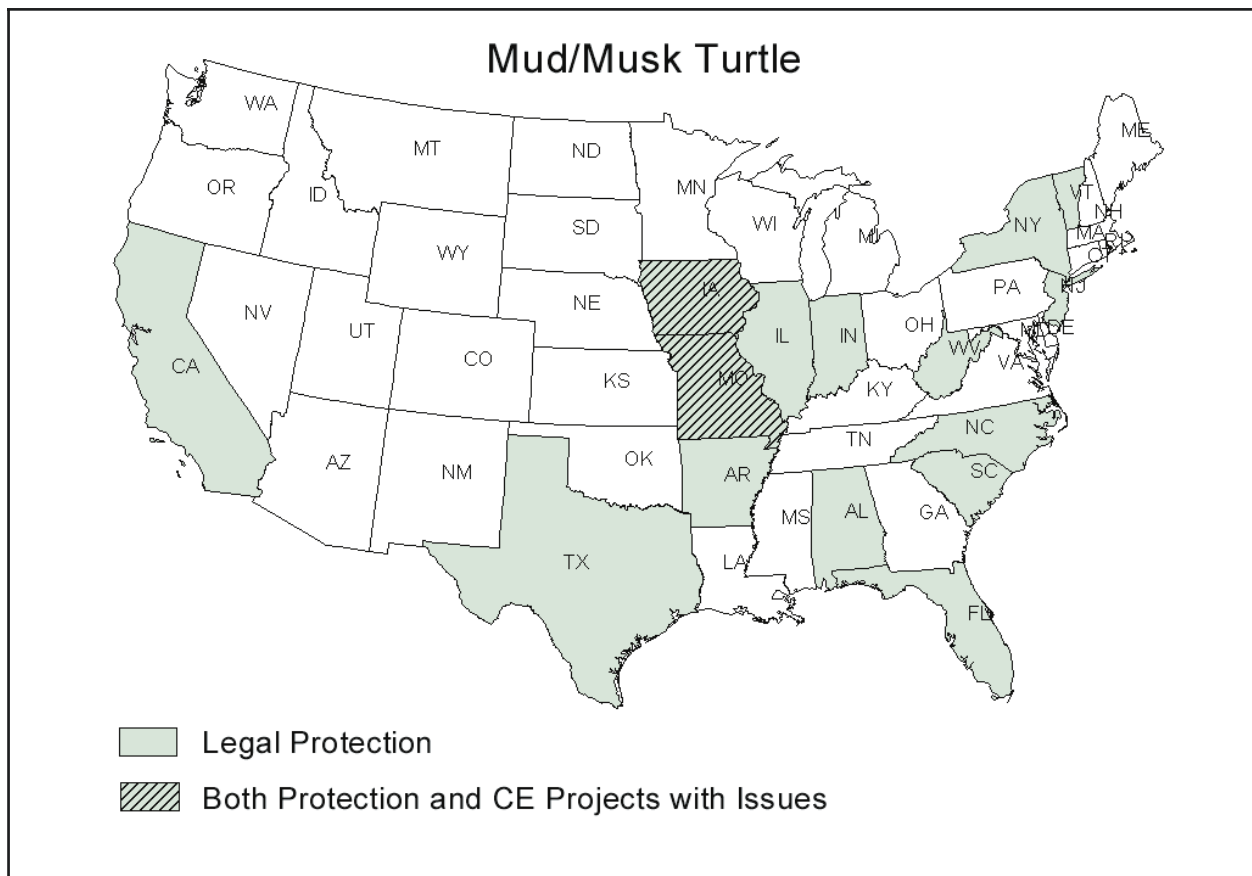 Mud/Musk Turtle
WA
MT
ND
MN
ME
OR
ID
SD
WI
MI
VT
NH
NY
MA
RI
CT
WY
NE
IA
PA
NJ
NV
UT
CO
KS
MO
IL
IN
OH
WV
MD
DE
VA
KY
CA
AZ
NM
OK
AR
TN
NC
SC
MS
AL
GA
TX
LA
FL
Legal Protection
Both Protection and CE Projects with Issues